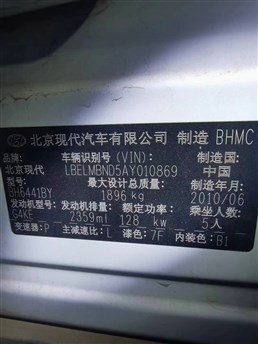 北京现代汽车有限公司 制造 BHMC
品牌: 车辆识别号(VIN): 制造国:
北京现代 LBELMBND5AY010869 中国
型号: 最大设计总质量: 制造年月:
BH6441BY 1896 kg 2010/06
发动机型号: 发动机排量: 额定功率: 乘坐人数:
G4KE 2359ml 128 kw 5人
变速器:P 主减速比:L 漆色:7F 内装色:B1